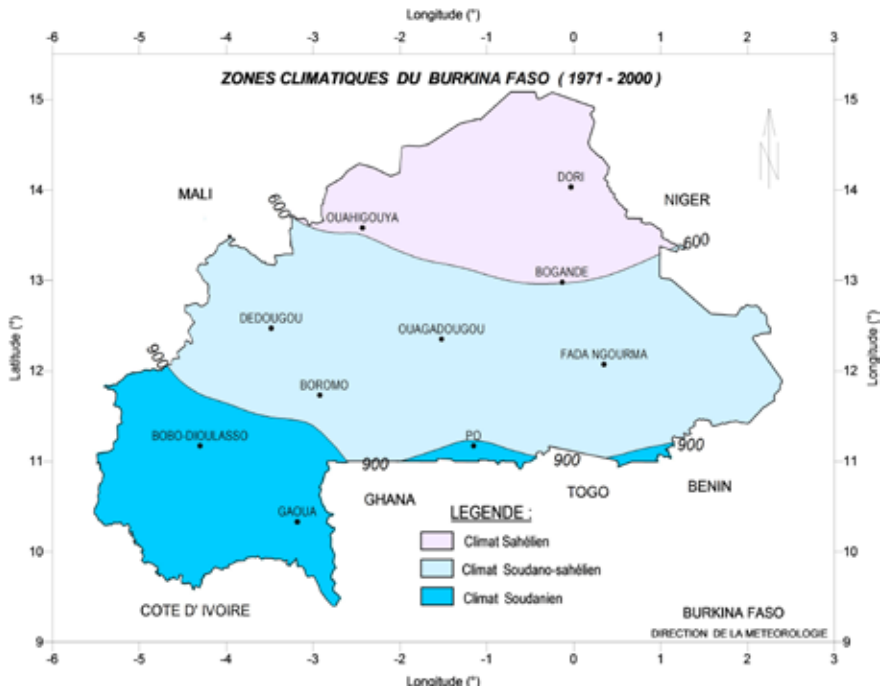 Longitude (°)
-6 -5 -4 -3 -2 -1 0 1 2 3
ZONES CLIMATIQUES DU BURKINA FASO ( 1971 - 2000 )
15 15
N
DORI
MALI
14 14
600
NIGER
OUAHIGOUYA
600
BOGANDE
13 13
DEDOUGOU
OUAGADOUGOU
Latitude (°)
Longitude (°)
900
FADA NGOURMA
12 12
BOROMO
BOBO-DIOULASSO
PO
900
11 11
900
900
GHANA
TOGO
BENIN
GAOUA
LEGENDE :
Climat Sahélien
10 10
Climat Soudano-sahélien
Climat Soudanien
COTE D' IVOIRE
BURKINA FASO
DIRECTION DE LA METEOROLOGIE
9 9
-6 -5 -4 -3 -2 -1 0 1 2 3
Longitude (°)